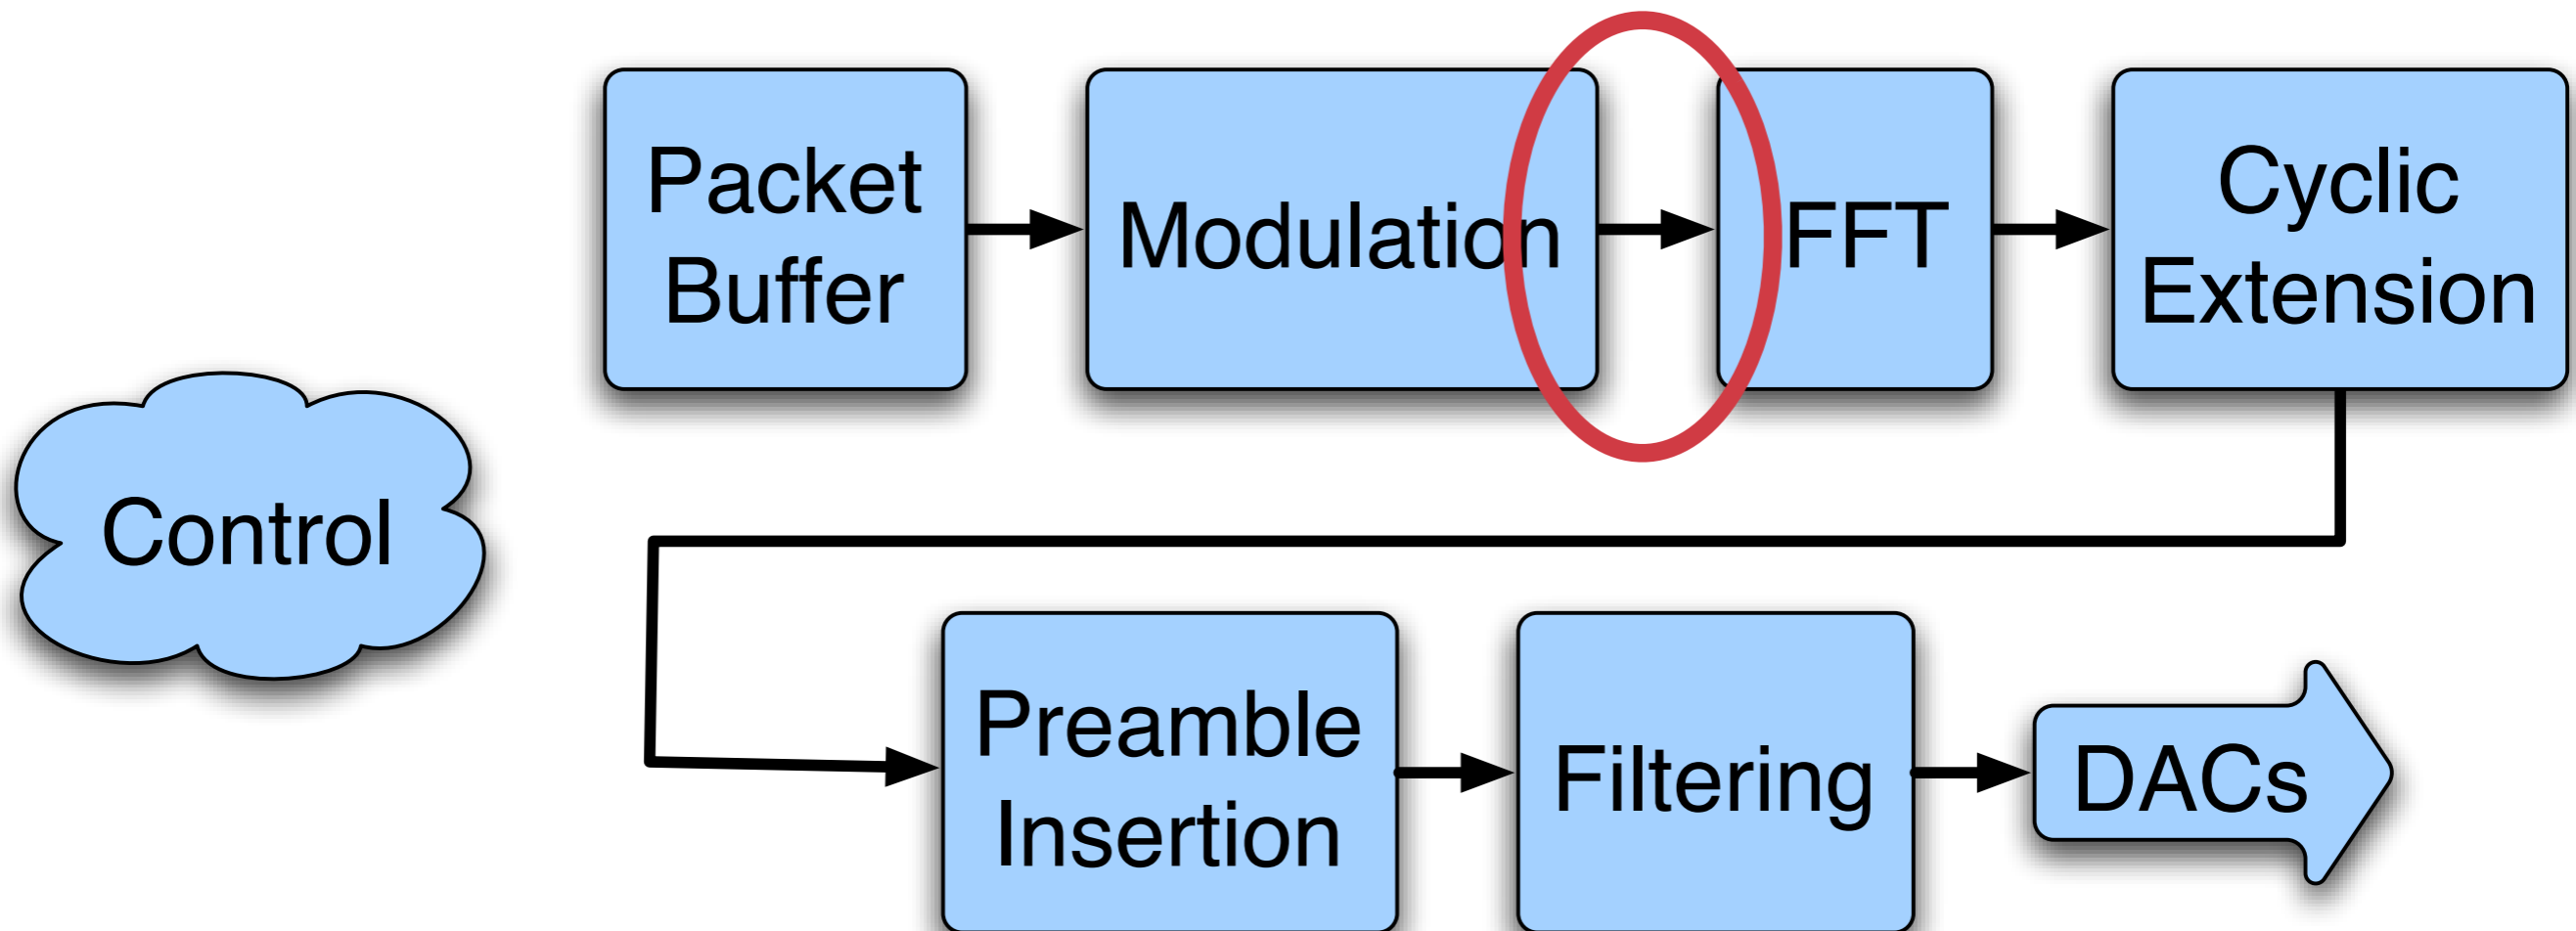 Packet
Buffer
Modulation
FFT
Cyclic
Extension
Control
Preamble
Insertion
Filtering
DACs